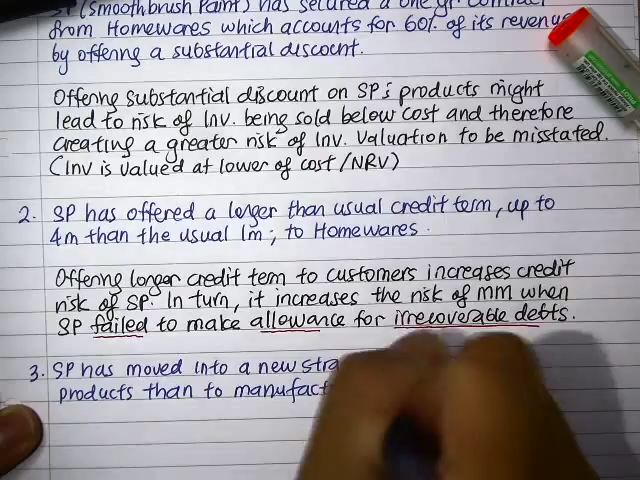 SP (Smoothbrush Paint) has secured a one yr contract
from Homewares which accounts for 60% of its revenue
by offering a substantial discount.
Offering substantial discount on SP's products might
lead to risk of Inv. being sold below cost and therefore
creating a greater risk of Inv. valuation to be misstated.
(Inv is valued at lower of cost/NRV)
2. SP has offered a longer than usual credit term, up to
4m than the usual 1m; to Homewares.
Offering longer credit term to customers increases credit
risk of SP. In turn, it increases the risk of MM when
SP failed to make allowance for irrecoverable debts.
3. SP has moved into a new stra
products than to manufact